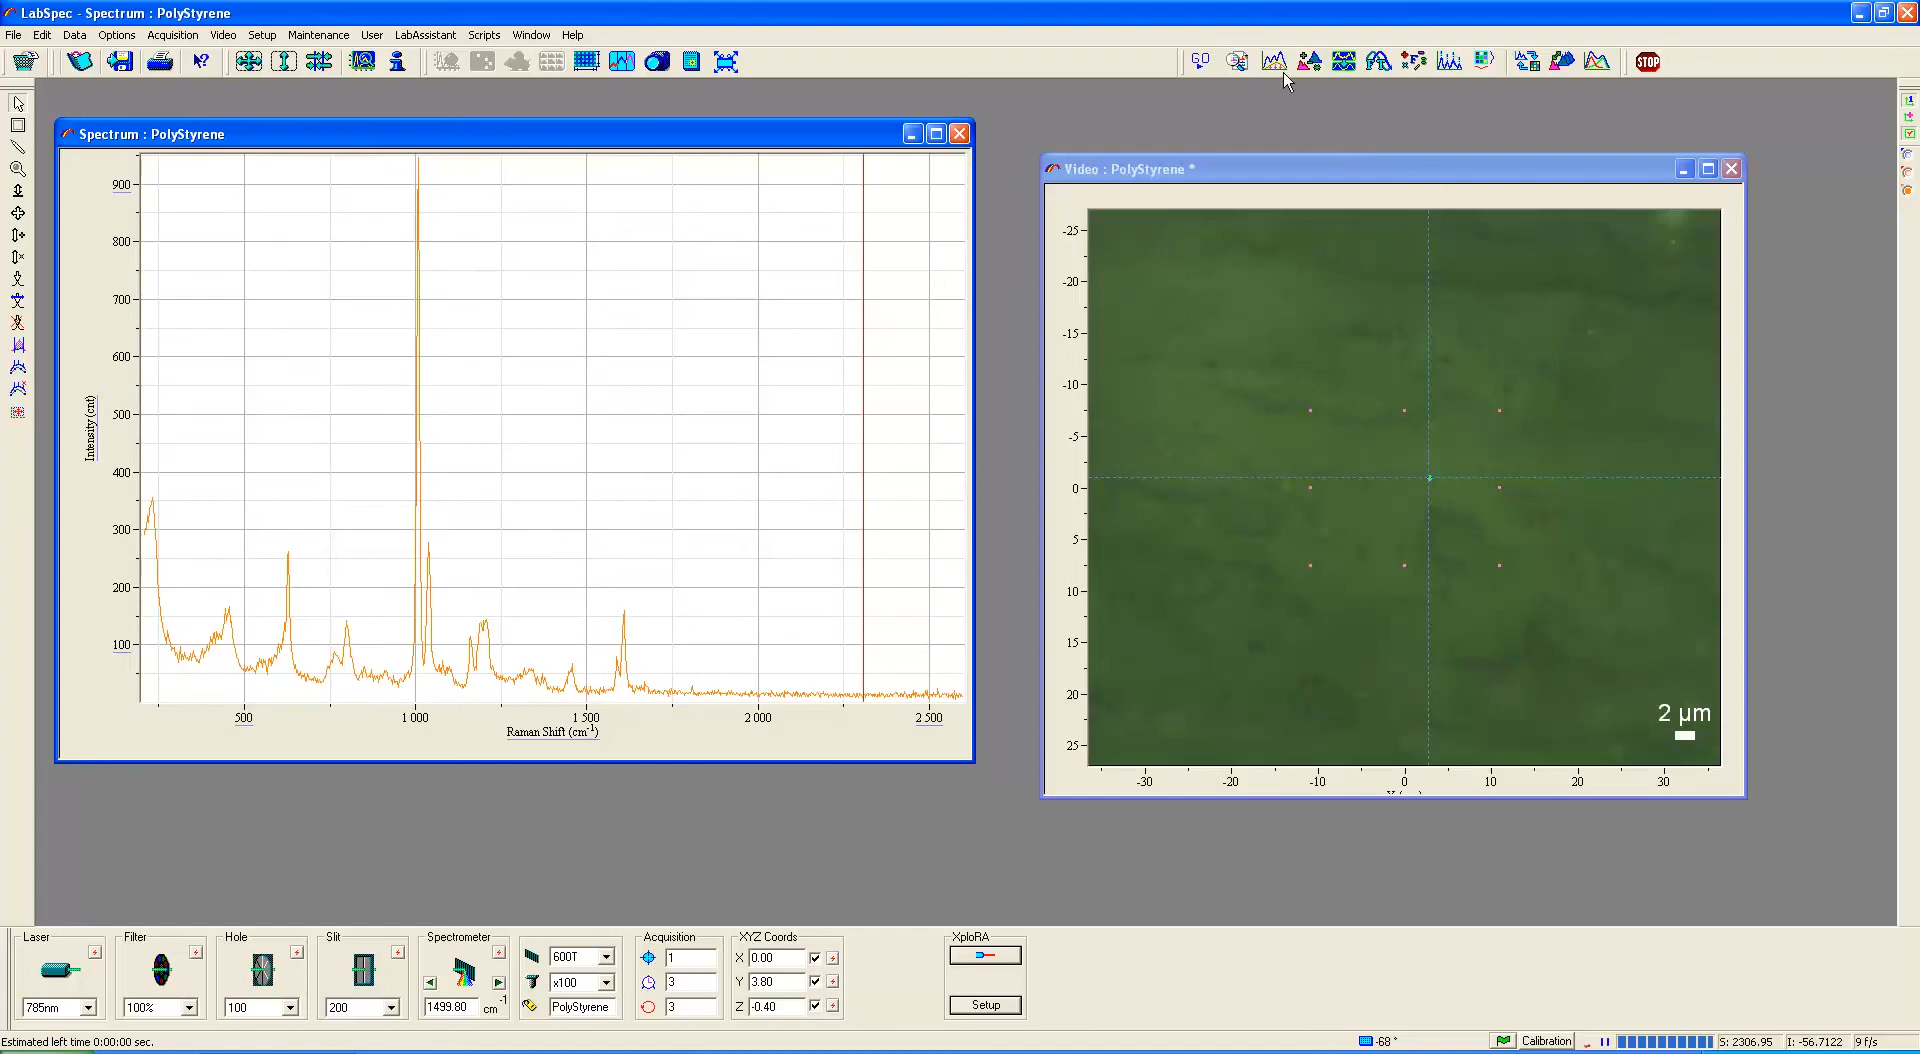 LabSpec - Spectrum : PolyStyrene
File Edit Data Options Acquisition Video Setup Maintenance User LabAssistant Scripts Window Help
GO
STOP
Spectrum : PolyStyrene
900
800
700
600
500
400
300
200
100
Intensity (cnt)
500 1 000 1 500 2 000 2 500
Raman Shift (cm-1)
Video : PolyStyrene *
-25
-20
-15
-10
-5
0
5
10
15
20
25
2 µm
-30 -20 -10 0 10 20 30
Laser Filter Hole Slit Spectrometer Acquisition XYZ Coords XploRA
600T 1 X 0.00
x100 3 Y 3.80
785nm 100% 100 200 1499.80 cm-1 PolyStyrene 3 Z -0.40 Setup
Estimated left time 0:00:00 sec. -68 ° Calibration S: 2306.95 I: -56.7122 9 f/s